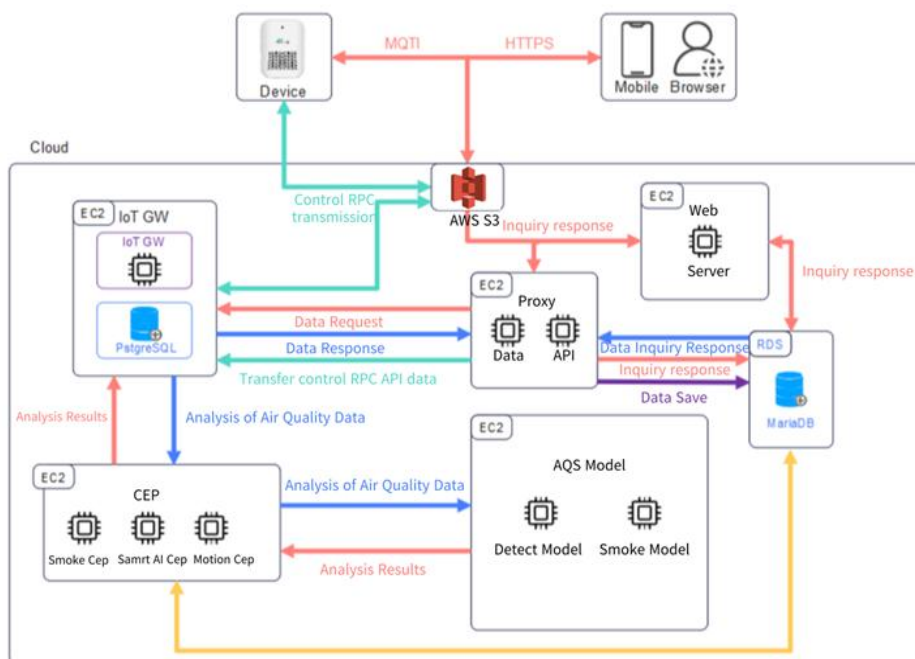 MQTI
HTTPS
Device
Mobile
Browser
Cloud
Control RPC
transmission
AWS S3
EC2
IoT GW
IoT GW
PstgreSQL
Inquiry response
EC2
Web
Server
Inquiry response
EC2
Proxy
Data
API
Data Request
Data Response
Transfer control RPC API data
Data Inquiry Response
Inquiry response
Data Save
RDS
MariaDB
Analysis Results
Analysis of Air Quality Data
EC2
CEP
Smoke Cep
Samrt AI Cep
Motion Cep
Analysis of Air Quality Data
Analysis Results
EC2
AQS Model
Detect Model
Smoke Model